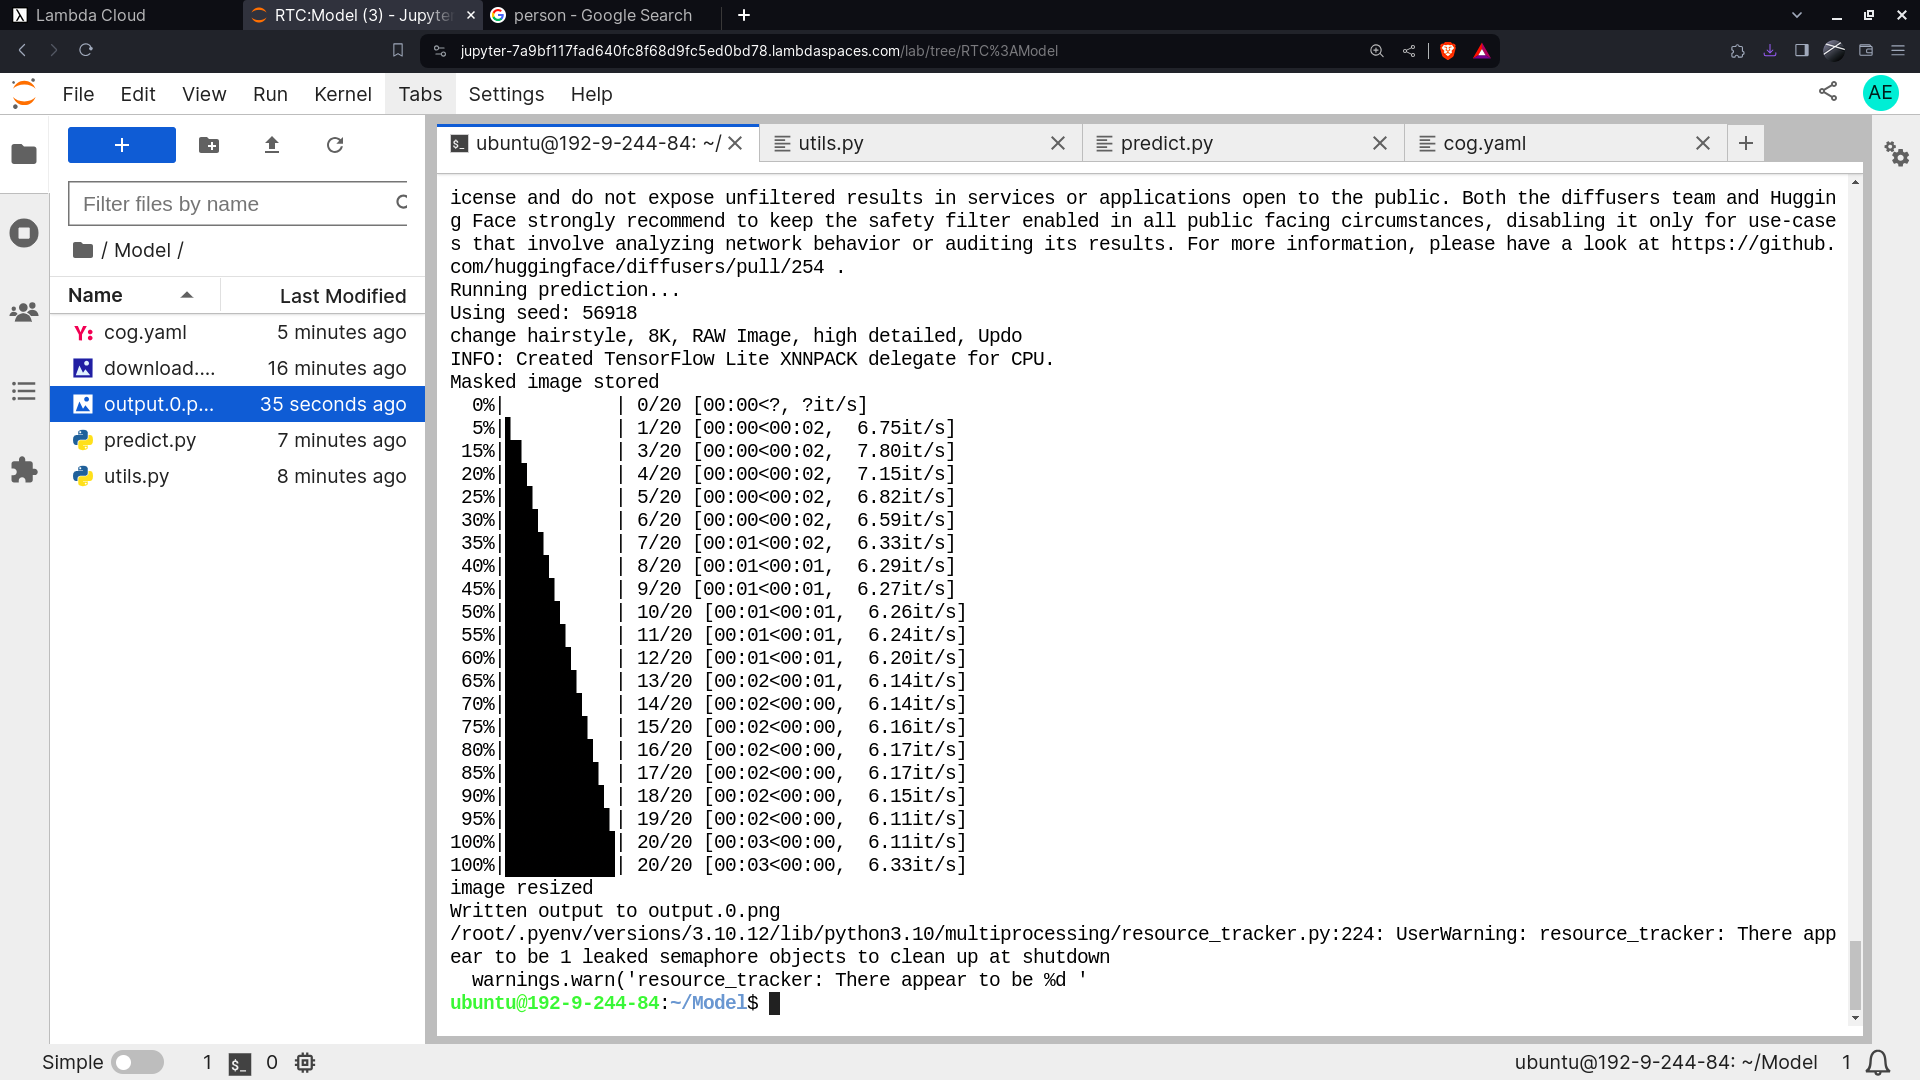 Lambda Cloud
RTC:Model (3) - Jupyte
person - Google Search
jupyter-7a9bf117fad640fc8f68d9fc5ed0bd78.lambdaspaces.com/lab/tree/RTC%3AModel
File Edit View Run Kernel Tabs Settings Help
AE
Filter files by name
/ Model /
Name Last Modified
cog.yaml 5 minutes ago
download.... 16 minutes ago
output.0.p... 35 seconds ago
predict.py 7 minutes ago
utils.py 8 minutes ago
ubuntu@192-9-244-84: ~/ utils.py predict.py cog.yaml
icense and do not expose unfiltered results in services or applications open to the public. Both the diffusers team and Huggin
g Face strongly recommend to keep the safety filter enabled in all public facing circumstances, disabling it only for use-case
s that involve analyzing network behavior or auditing its results. For more information, please have a look at https://github.
com/huggingface/diffusers/pull/254 .
Running prediction...
Using seed: 56918
change hairstyle, 8K, RAW Image, high detailed, Updo
INFO: Created TensorFlow Lite XNNPACK delegate for CPU.
Masked image stored
0%| | 0/20 [00:00<?, ?it/s]
5%| | 1/20 [00:00<00:02, 6.75it/s]
15%| | 3/20 [00:00<00:02, 7.80it/s]
20%| | 4/20 [00:00<00:02, 7.15it/s]
25%| | 5/20 [00:00<00:02, 6.82it/s]
30%| | 6/20 [00:00<00:02, 6.59it/s]
35%| | 7/20 [00:01<00:02, 6.33it/s]
40%| | 8/20 [00:01<00:01, 6.29it/s]
45%| | 9/20 [00:01<00:01, 6.27it/s]
50%| | 10/20 [00:01<00:01, 6.26it/s]
55%| | 11/20 [00:01<00:01, 6.24it/s]
60%| | 12/20 [00:01<00:01, 6.20it/s]
65%| | 13/20 [00:02<00:01, 6.14it/s]
70%| | 14/20 [00:02<00:00, 6.14it/s]
75%| | 15/20 [00:02<00:00, 6.16it/s]
80%| | 16/20 [00:02<00:00, 6.17it/s]
85%| | 17/20 [00:02<00:00, 6.17it/s]
90%| | 18/20 [00:02<00:00, 6.15it/s]
95%| | 19/20 [00:02<00:00, 6.11it/s]
100%| | 20/20 [00:03<00:00, 6.11it/s]
100%| | 20/20 [00:03<00:00, 6.33it/s]
image resized
Written output to output.0.png
/root/.pyenv/versions/3.10.12/lib/python3.10/multiprocessing/resource_tracker.py:224: UserWarning: resource_tracker: There app
ear to be 1 leaked semaphore objects to clean up at shutdown
warnings.warn('resource_tracker: There appear to be %d '
ubuntu@192-9-244-84:~/Model$
Simple 1 $_ 0 ubuntu@192-9-244-84: ~/Model 1